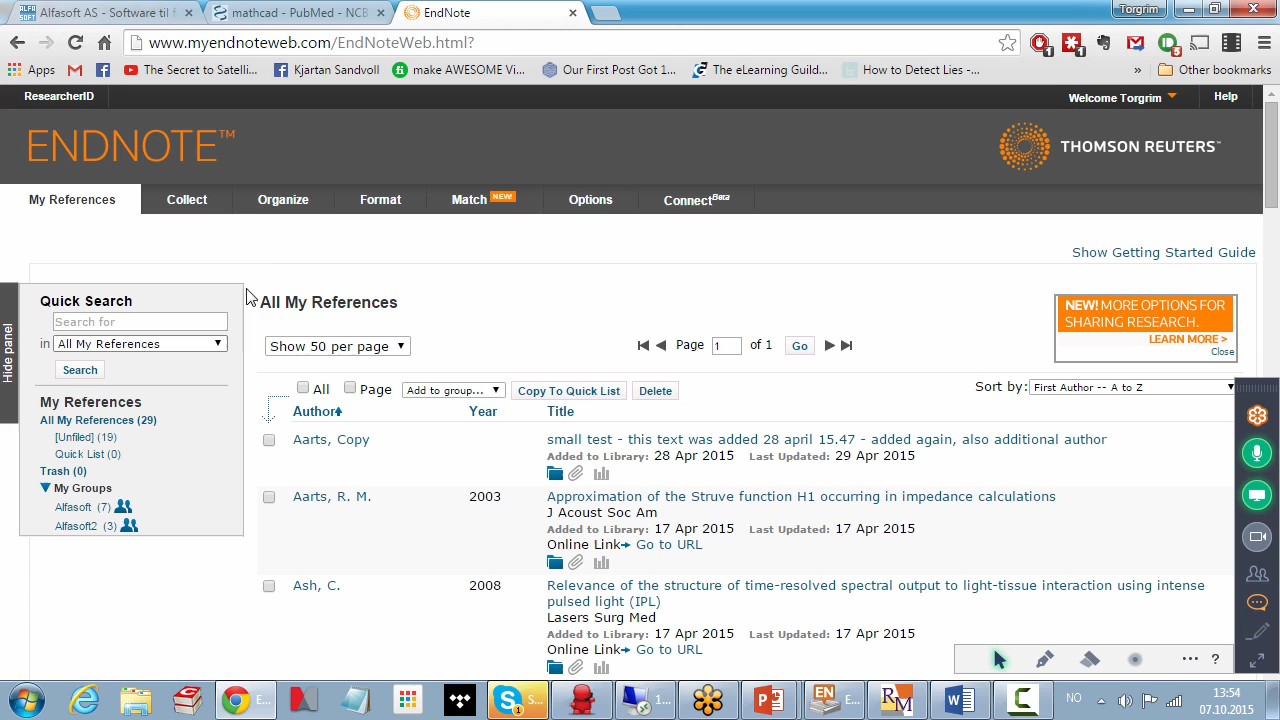 Alfasoft AS - Software til f
mathcad - PubMed - NCB
EndNote
Torgrim
www.myendnoteweb.com/EndNoteWeb.html?
Apps
The Secret to Satelli...
Kjartan Sandvoll
make AWESOME Vi...
Our First Post Got 1...
The eLearning Guild...
How to Detect Lies -...
»
Other bookmarks
ResearcherID
Welcome Torgrim
Help
ENDNOTE™
THOMSON REUTERS™
My References
Collect
Organize
Format
Match NEW!
Options
Connect Beta
Show Getting Started Guide
Hide panel
Quick Search
Search for
in All My References
Search
My References
All My References (29)
[Unfiled] (19)
Quick List (0)
Trash (0)
My Groups
Alfasoft (7)
Alfasoft2 (3)
All My References
Show 50 per page
Page 1 of 1 Go
NEW! MORE OPTIONS FOR
SHARING RESEARCH.
LEARN MORE >
Close
All Page Add to group... Copy To Quick List Delete
Sort by: First Author -- A to Z
Author Year Title
Aarts, Copy
small test - this text was added 28 april 15.47 - added again, also additional author
Added to Library: 28 Apr 2015 Last Updated: 29 Apr 2015
Aarts, R. M. 2003 Approximation of the Struve function H1 occurring in impedance calculations
J Acoust Soc Am
Added to Library: 17 Apr 2015 Last Updated: 17 Apr 2015
Online Link Go to URL
Ash, C. 2008 Relevance of the structure of time-resolved spectral output to light-tissue interaction using intense
pulsed light (IPL)
Lasers Surg Med
Added to Library: 17 Apr 2015 Last Updated: 17 Apr 2015
Online Link Go to URL
... ?
E...
S...
1...
E...
NO
13:54
07.10.2015